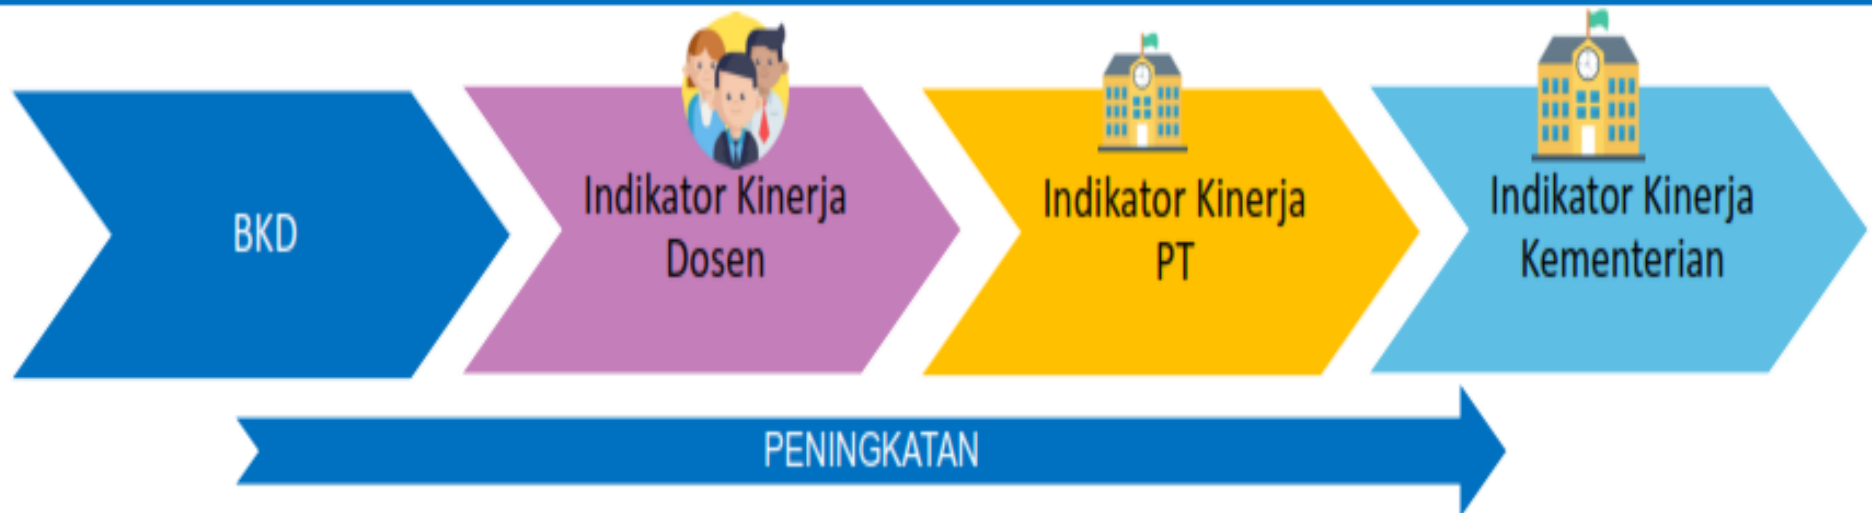 BKD
Indikator Kinerja
Dosen
Indikator Kinerja
PT
Indikator Kinerja
Kementerian
PENINGKATAN